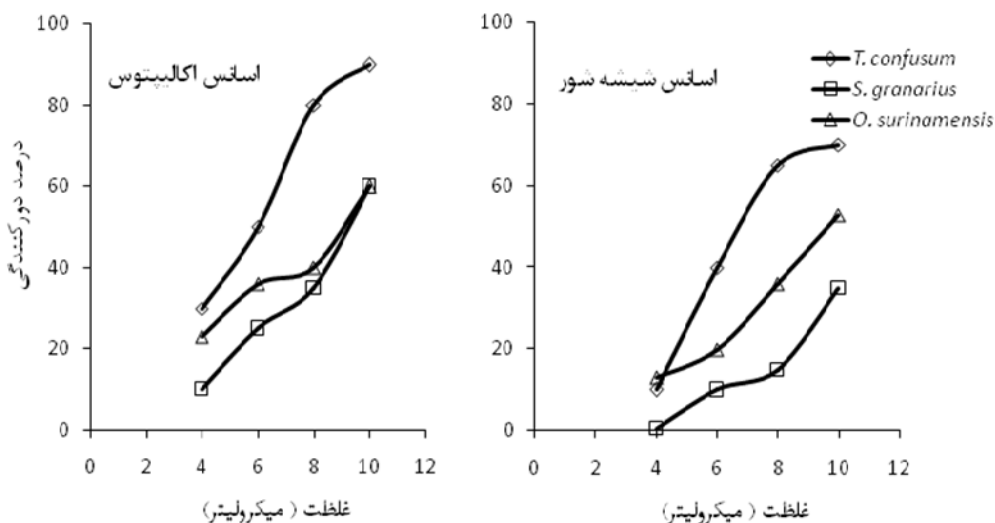 100
80
60
40
20
0
0 2 4 6 8 10 12
درصد دورکنندگی
اسانس اکالیپتوس
غلظت ( میکرولیتر)
100
80
60
40
20
0
0 2 4 6 8 10 12
اسانس شیشه شور
T. confusum
S. granarius
O. surinamensis
غلظت ( میکرولیتر)